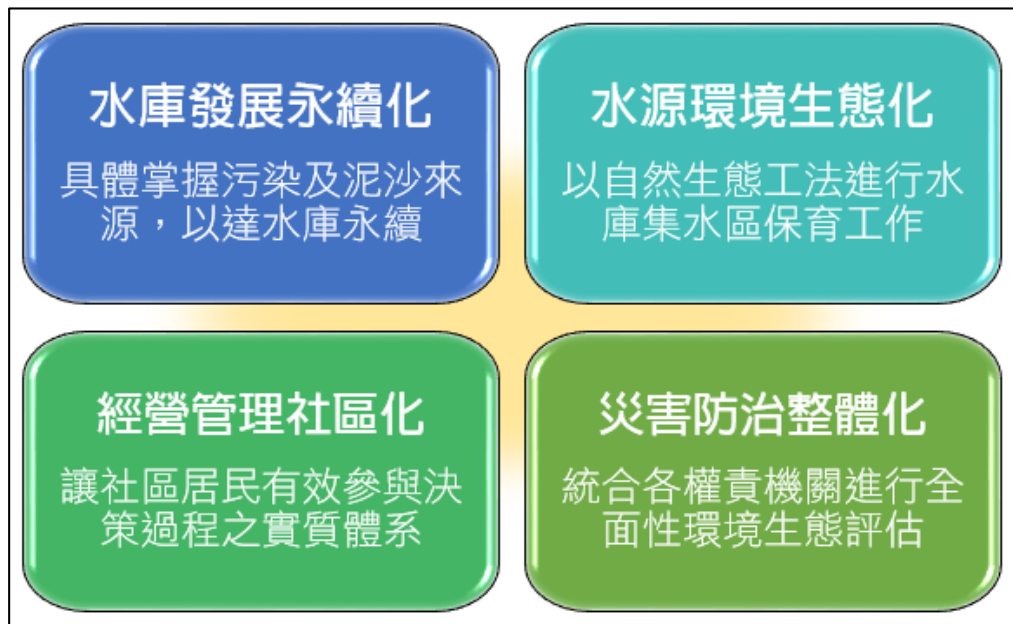 水庫發展永續化
具體掌握污染及泥沙來
源，以達水庫永續
水源環境生態化
以自然生態工法進行水
庫集水區保育工作
經營管理社區化
讓社區居民有效參與決
策過程之實質體系
災害防治整體化
統合各權責機關進行全
面性環境生態評估